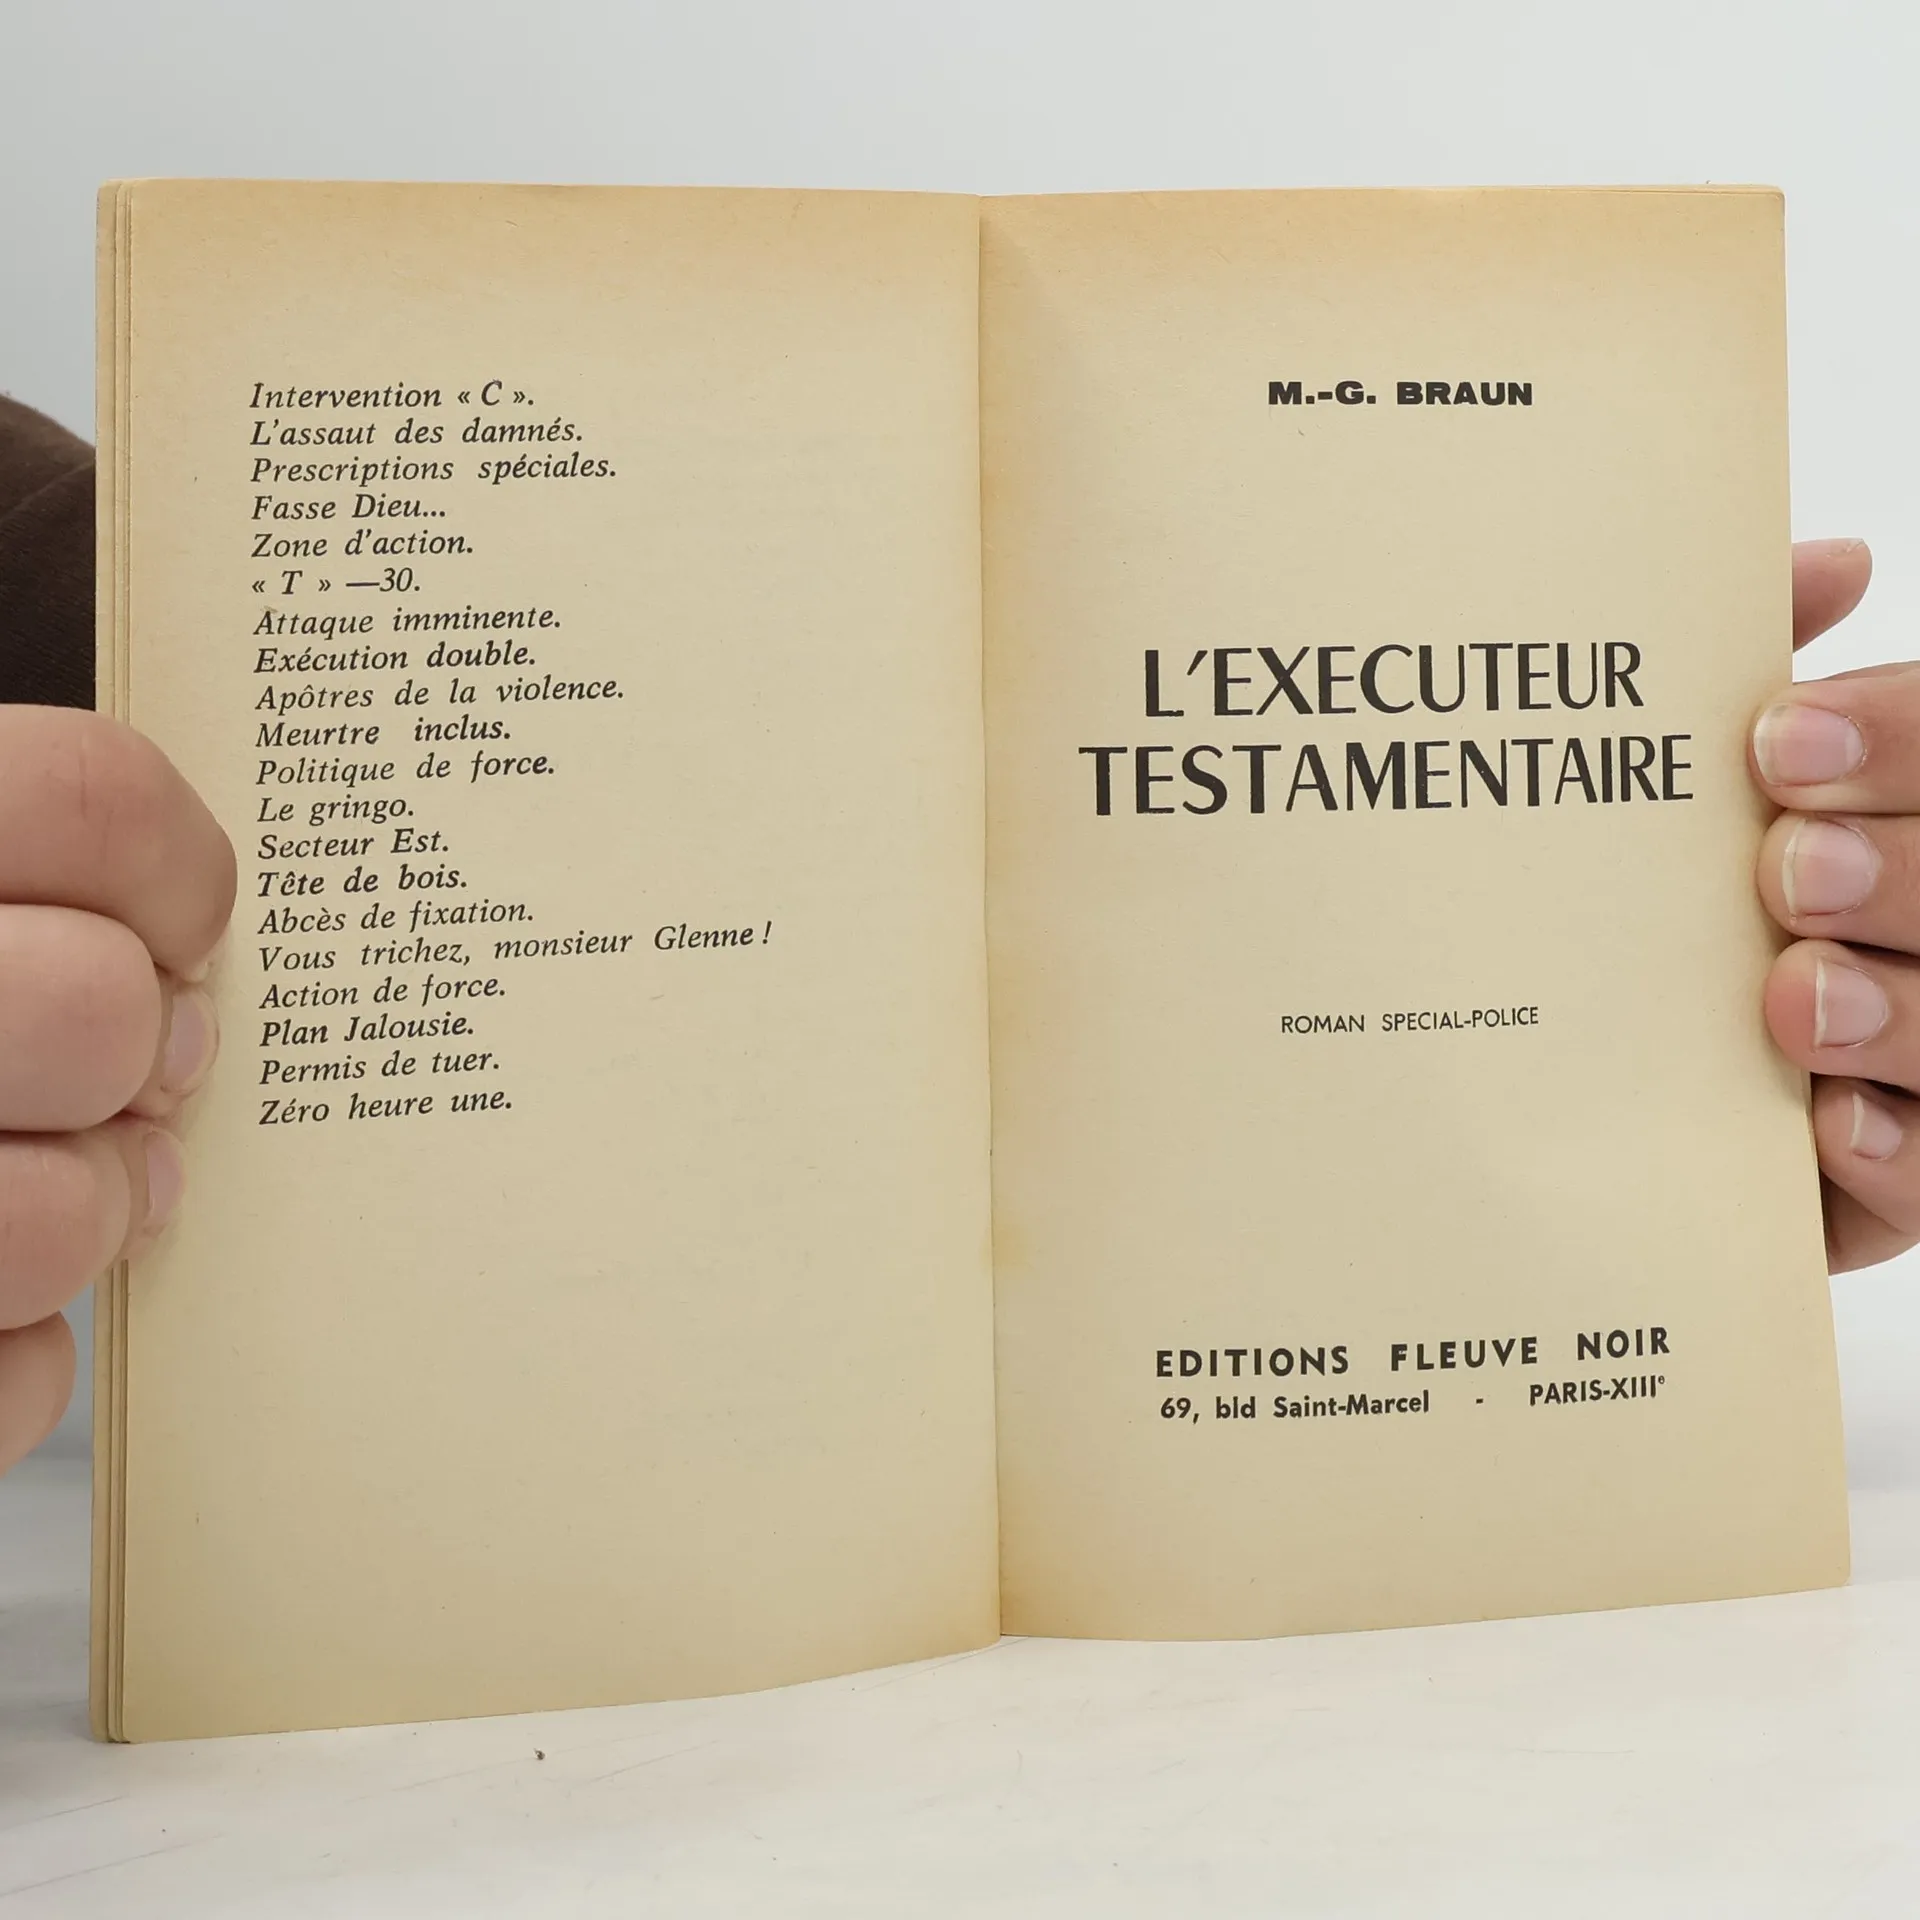 Intervention « C ».
L'assaut des damnés.
Prescriptions spéciales.
Fasse Dieu...
Zone d'action.
« T » —30.
Attaque imminente.
Exécution double.
Apôtres de la violence.
Meurtre inclus.
Politique de force.
Le gringo.
Secteur Est.
Tête de bois.
Abcès de fixation.
Vous trichez, monsieur Glenne !
Action de force.
Plan Jalousie.
Permis de tuer.
Zéro heure une.
M.-G. BRAUN
L'EXECUTEUR
TESTAMENTAIRE
ROMAN SPECIAL-POLICE
EDITIONS FLEUVE NOIR
69, bld Saint-Marcel - PARIS-XIIIe